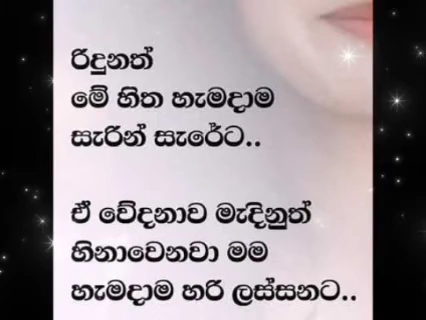 රිදුනත්
මේ හිත හැමදාම
සැරින් සැරේට..
ඒ වේදනාව මැදිනුත්
හිනාවෙනවා මම
හැමදාම හරි ලස්සනට..